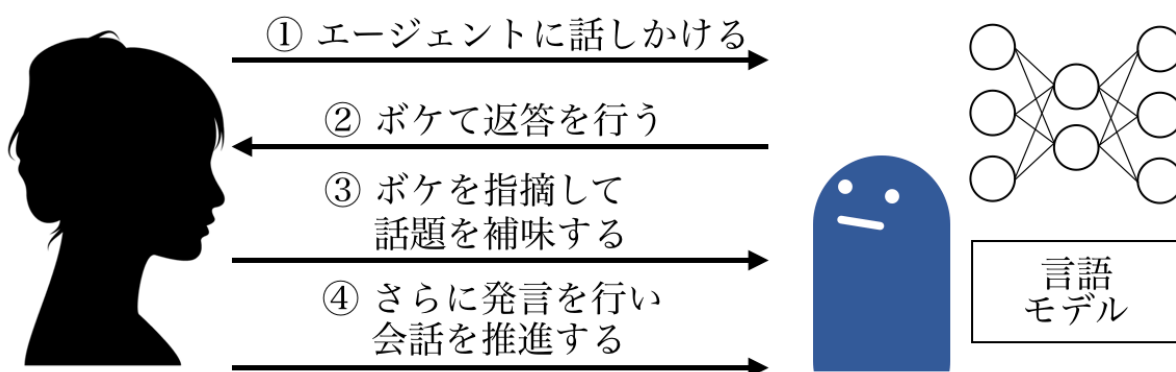 ① エージェントに話しかける
② ボケて返答を行う
③ ボケを指摘して
話題を補味する
④ さらに発言を行い
会話を推進する
言語
モデル